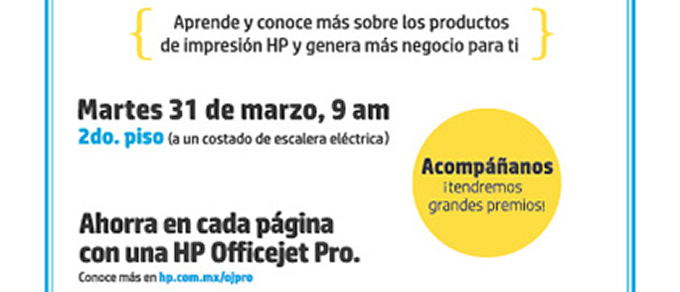 { Aprende y conoce más sobre los productos
de impresión HP y genera más negocio para ti }
Martes 31 de marzo, 9 am
2do. piso (a un costado de escalera eléctrica)
Acompáñanos
¡tendremos
grandes premios!
Ahorra en cada página
con una HP Officejet Pro.
Conoce más en hp.com.mx/ojpro